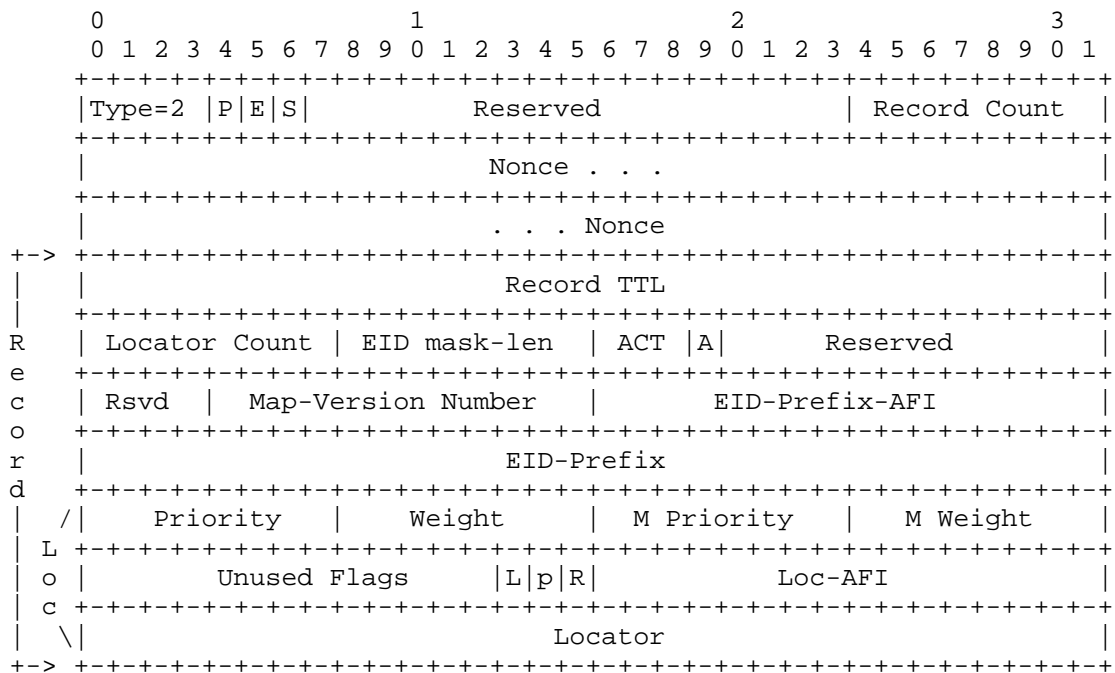 0                   1                   2                   3
        0 1 2 3 4 5 6 7 8 9 0 1 2 3 4 5 6 7 8 9 0 1 2 3 4 5 6 7 8 9 0 1
       +-+-+-+-+-+-+-+-+-+-+-+-+-+-+-+-+-+-+-+-+-+-+-+-+-+-+-+-+-+-+-+-+
       |Type=2 |P|E|S|          Reserved               | Record Count  |
       +-+-+-+-+-+-+-+-+-+-+-+-+-+-+-+-+-+-+-+-+-+-+-+-+-+-+-+-+-+-+-+-+
       |                         Nonce . . .                           |
       +-+-+-+-+-+-+-+-+-+-+-+-+-+-+-+-+-+-+-+-+-+-+-+-+-+-+-+-+-+-+-+-+
       |                         . . . Nonce                           |
   +-> +-+-+-+-+-+-+-+-+-+-+-+-+-+-+-+-+-+-+-+-+-+-+-+-+-+-+-+-+-+-+-+-+
   |   |                          Record TTL                           |
   |   +-+-+-+-+-+-+-+-+-+-+-+-+-+-+-+-+-+-+-+-+-+-+-+-+-+-+-+-+-+-+-+-+
   R   | Locator Count | EID mask-len  | ACT |A|      Reserved         |
   e   +-+-+-+-+-+-+-+-+-+-+-+-+-+-+-+-+-+-+-+-+-+-+-+-+-+-+-+-+-+-+-+-+
   c   | Rsvd  |  Map-Version Number   |       EID-Prefix-AFI          |
   o   +-+-+-+-+-+-+-+-+-+-+-+-+-+-+-+-+-+-+-+-+-+-+-+-+-+-+-+-+-+-+-+-+
   r   |                          EID-Prefix                           |
   d   +-+-+-+-+-+-+-+-+-+-+-+-+-+-+-+-+-+-+-+-+-+-+-+-+-+-+-+-+-+-+-+-+
   |  /|    Priority   |    Weight     |  M Priority   |   M Weight    |
   | L +-+-+-+-+-+-+-+-+-+-+-+-+-+-+-+-+-+-+-+-+-+-+-+-+-+-+-+-+-+-+-+-+
   | o |        Unused Flags     |L|p|R|           Loc-AFI             |
   | c +-+-+-+-+-+-+-+-+-+-+-+-+-+-+-+-+-+-+-+-+-+-+-+-+-+-+-+-+-+-+-+-+
   |  \|                             Locator                           |
   +-> +-+-+-+-+-+-+-+-+-+-+-+-+-+-+-+-+-+-+-+-+-+-+-+-+-+-+-+-+-+-+-+-+